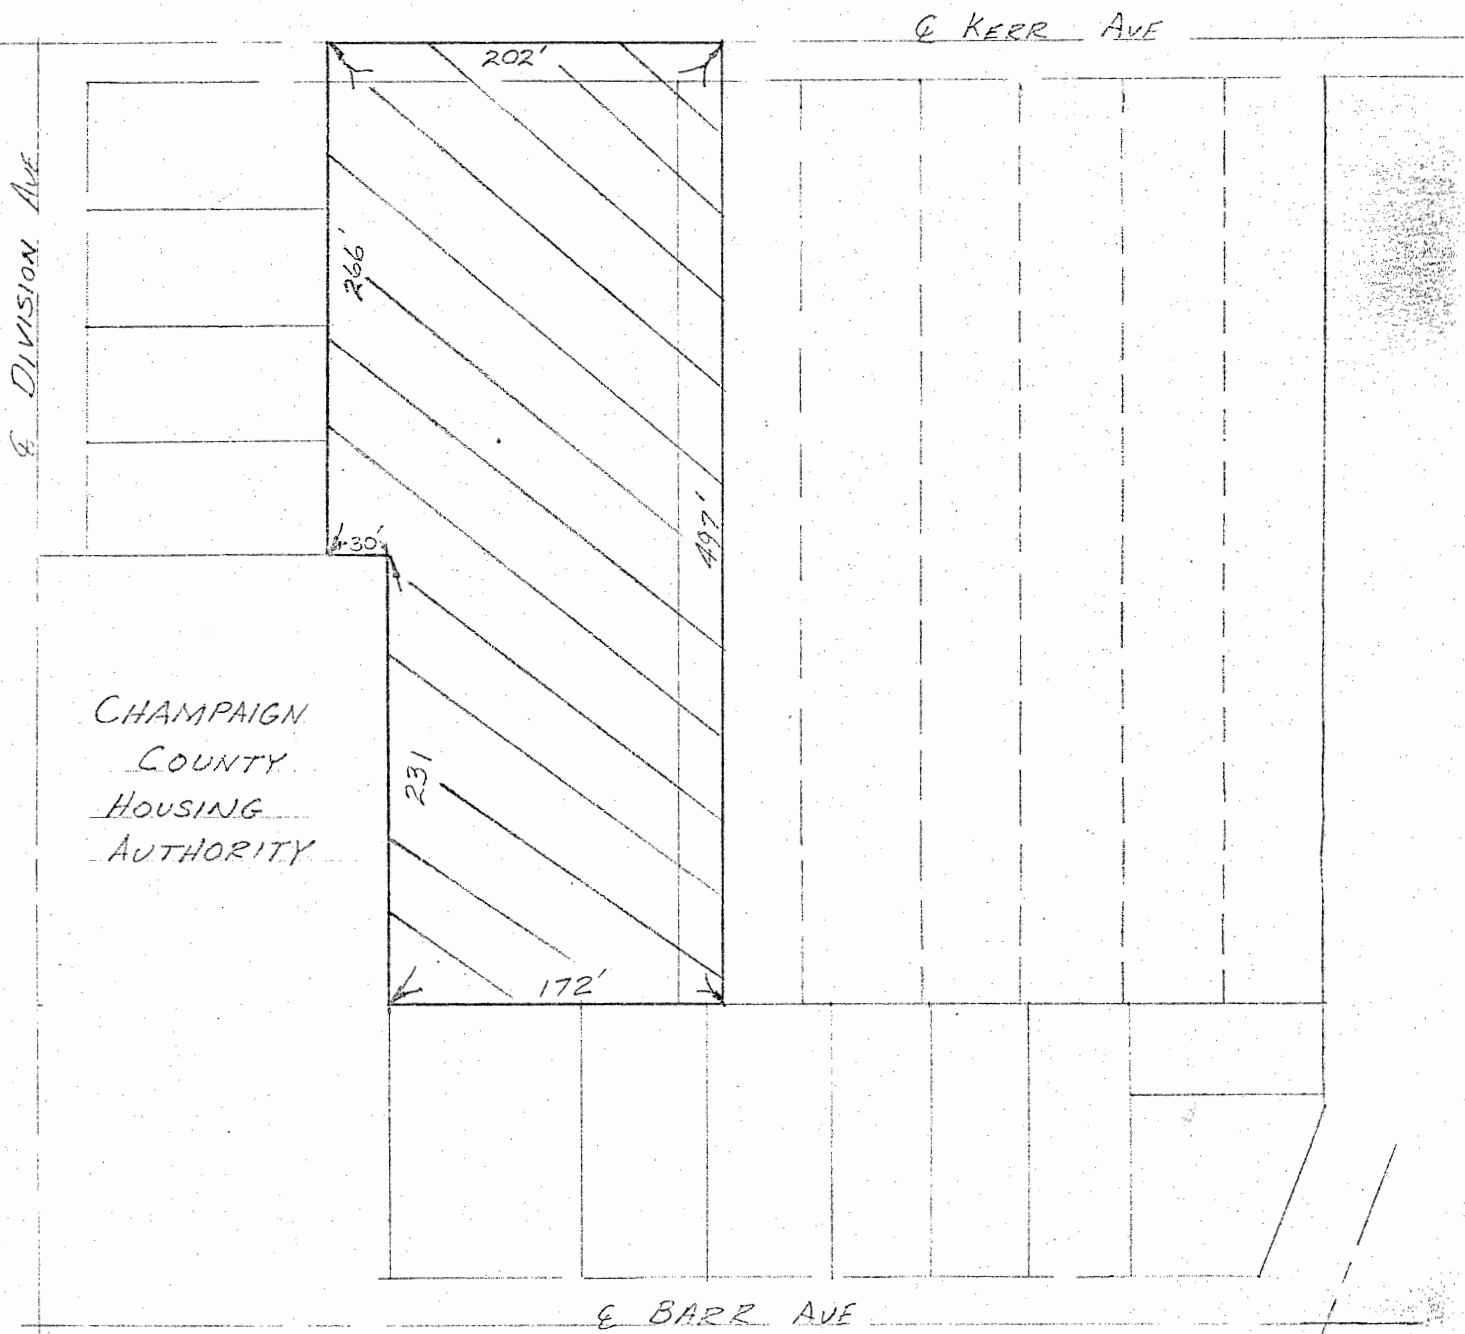 ℄ KERR AVE
202'
℄ DIVISION AVE
266'
497'
30'
CHAMPAIGN
COUNTY
HOUSING
AUTHORITY
231
172'
℄ BARR AVE